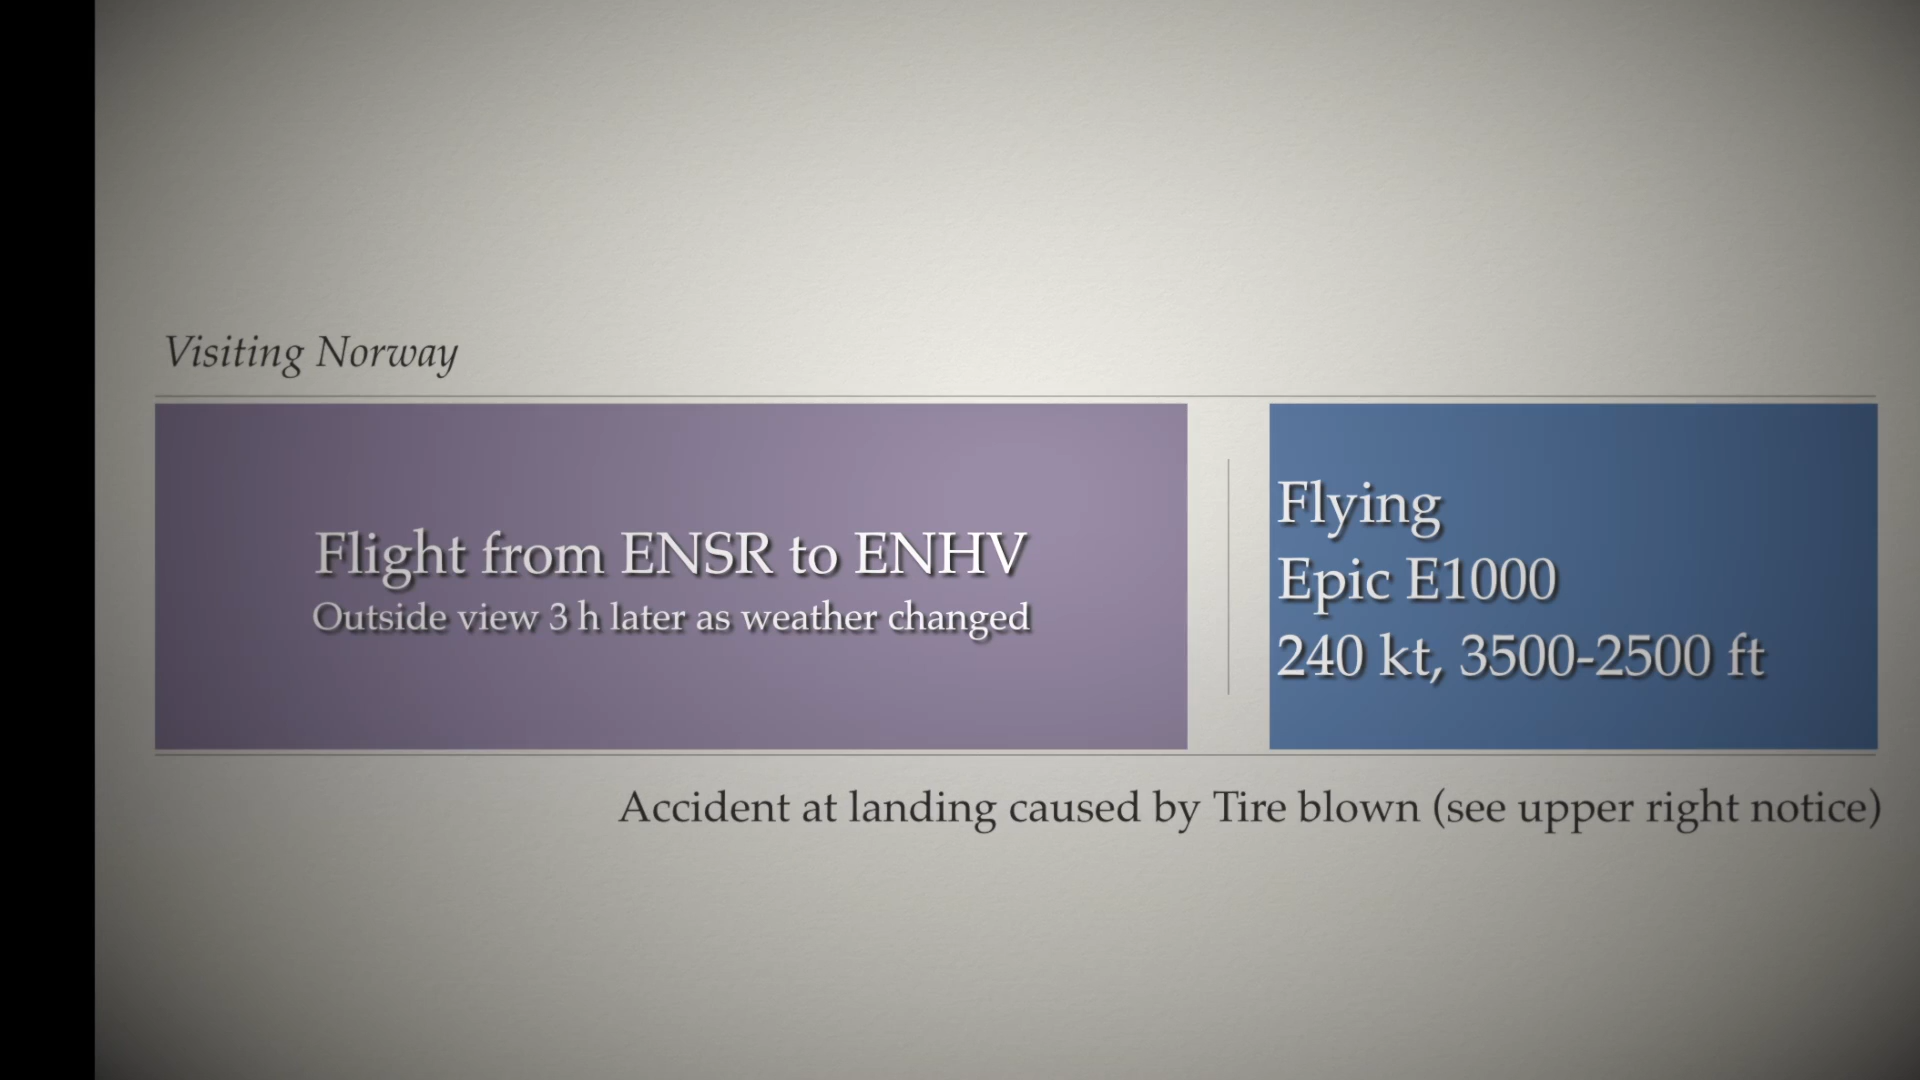 Visiting Norway
Flight from ENSR to ENHV
Outside view 3 h later as weather changed
Flying
Epic E1000
240 kt, 3500-2500 ft
Accident at landing caused by Tire blown (see upper right notice)